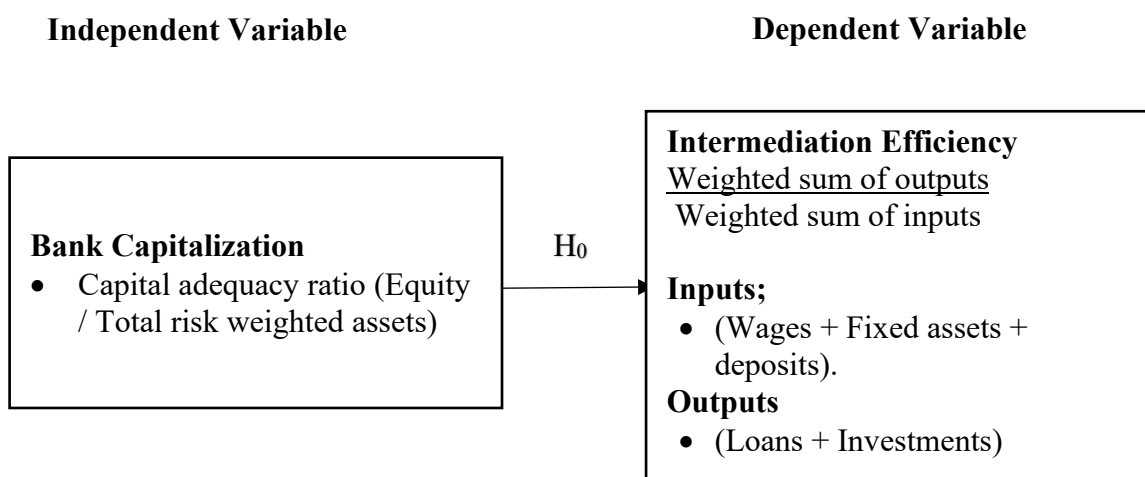 Independent Variable
Dependent Variable
Bank Capitalization
• Capital adequacy ratio (Equity
/ Total risk weighted assets)
H₀
Intermediation Efficiency
Weighted sum of outputs
Weighted sum of inputs
Inputs;
• (Wages + Fixed assets +
deposits).
Outputs
• (Loans + Investments)